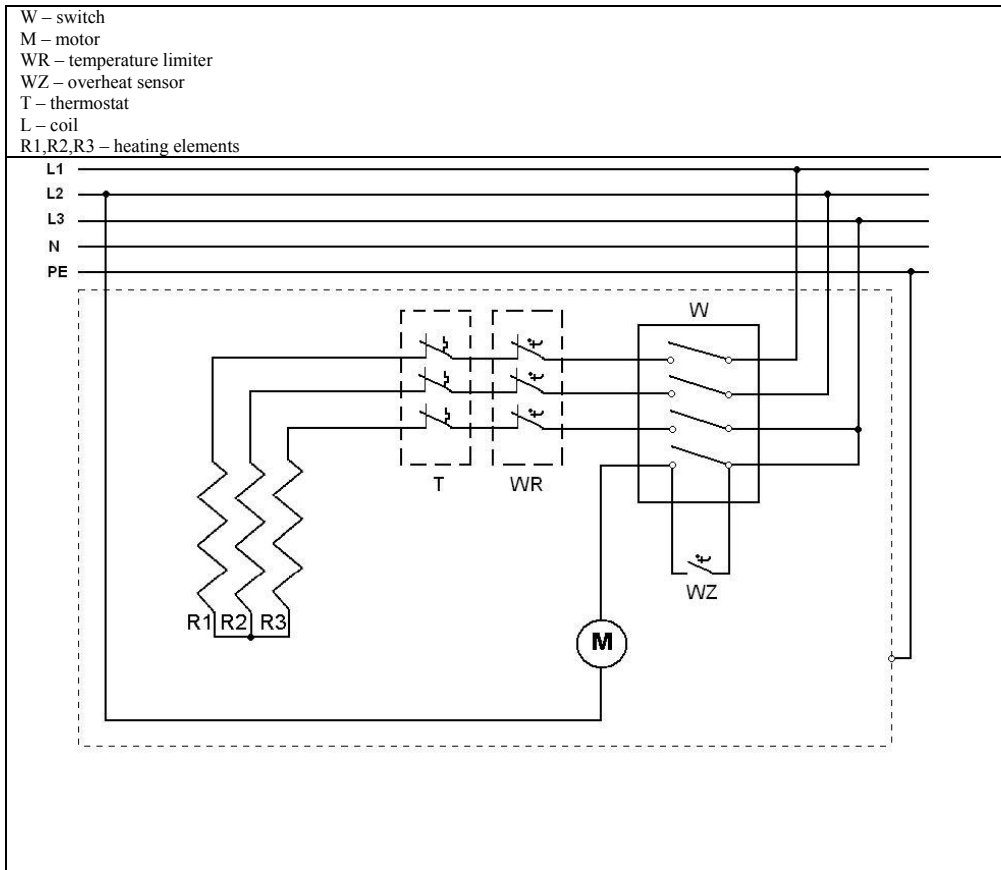 W – switch
M – motor
WR – temperature limiter
WZ – overheat sensor
T – thermostat
L – coil
R1,R2,R3 – heating elements
L1
L2
L3
N
PE
W
T
WR
WZ
R1 R2 R3
M